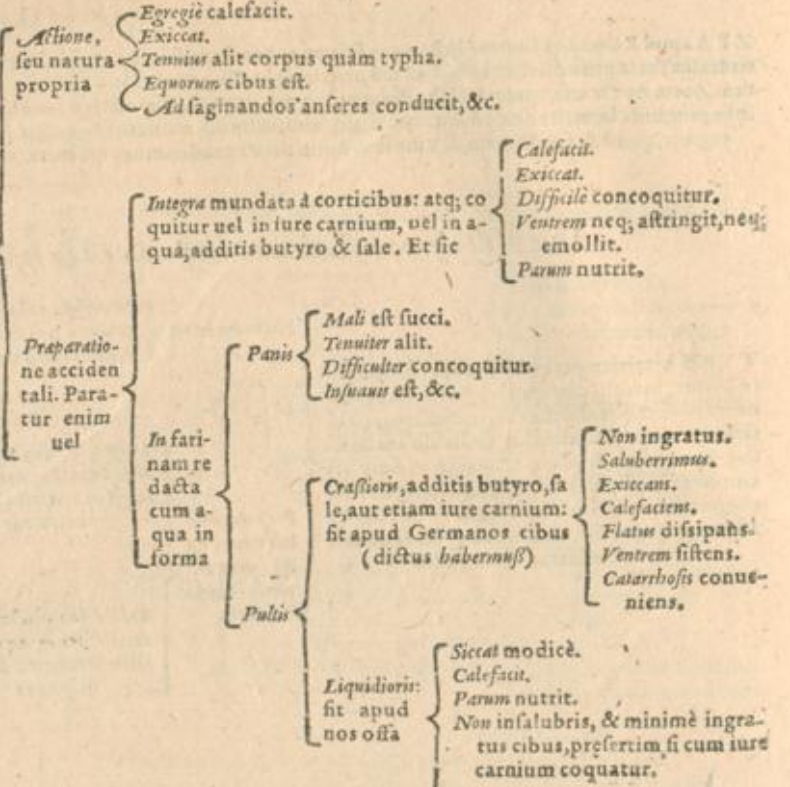 Actione,
seu natura
propria
Egregiè calefacit.
Exiccat.
Tenuius alit corpus quàm typha.
Equorum cibus est.
Ad saginandos anseres conducit, &c.
Præparatio-
ne acciden
tali. Para-
tur enim
uel
Integra mundata à corticibus: atq; co
quitur uel in iure carnium, uel in a-
qua, additis butyro & sale. Et sic
Calefacit.
Exiccat.
Difficilè concoquitur.
Ventrem neq; astringit, neq;
emollit.
Parum nutrit.
In fari-
nam re
dacta
cum a-
qua in
forma
Panis
Mali est succi.
Tenuiter alit.
Difficulter concoquitur.
Insuauis est, &c.
Pultis
Crassioris, additis butyro, sa
le, aut etiam iure carnium:
fit apud Germanos cibus
(dictus habermuß)
Non ingratus.
Saluberrimus.
Exiccans.
Calefaciens.
Flatus dissipans.
Ventrem sistens.
Catarrhosis conue-
niens.
Liquidioris:
fit apud
nos offa
Siccat modicè.
Calefacit.
Parum nutrit.
Non insalubris, & minimè ingra-
tus cibus, presertim si cum iure
carnium coquatur.